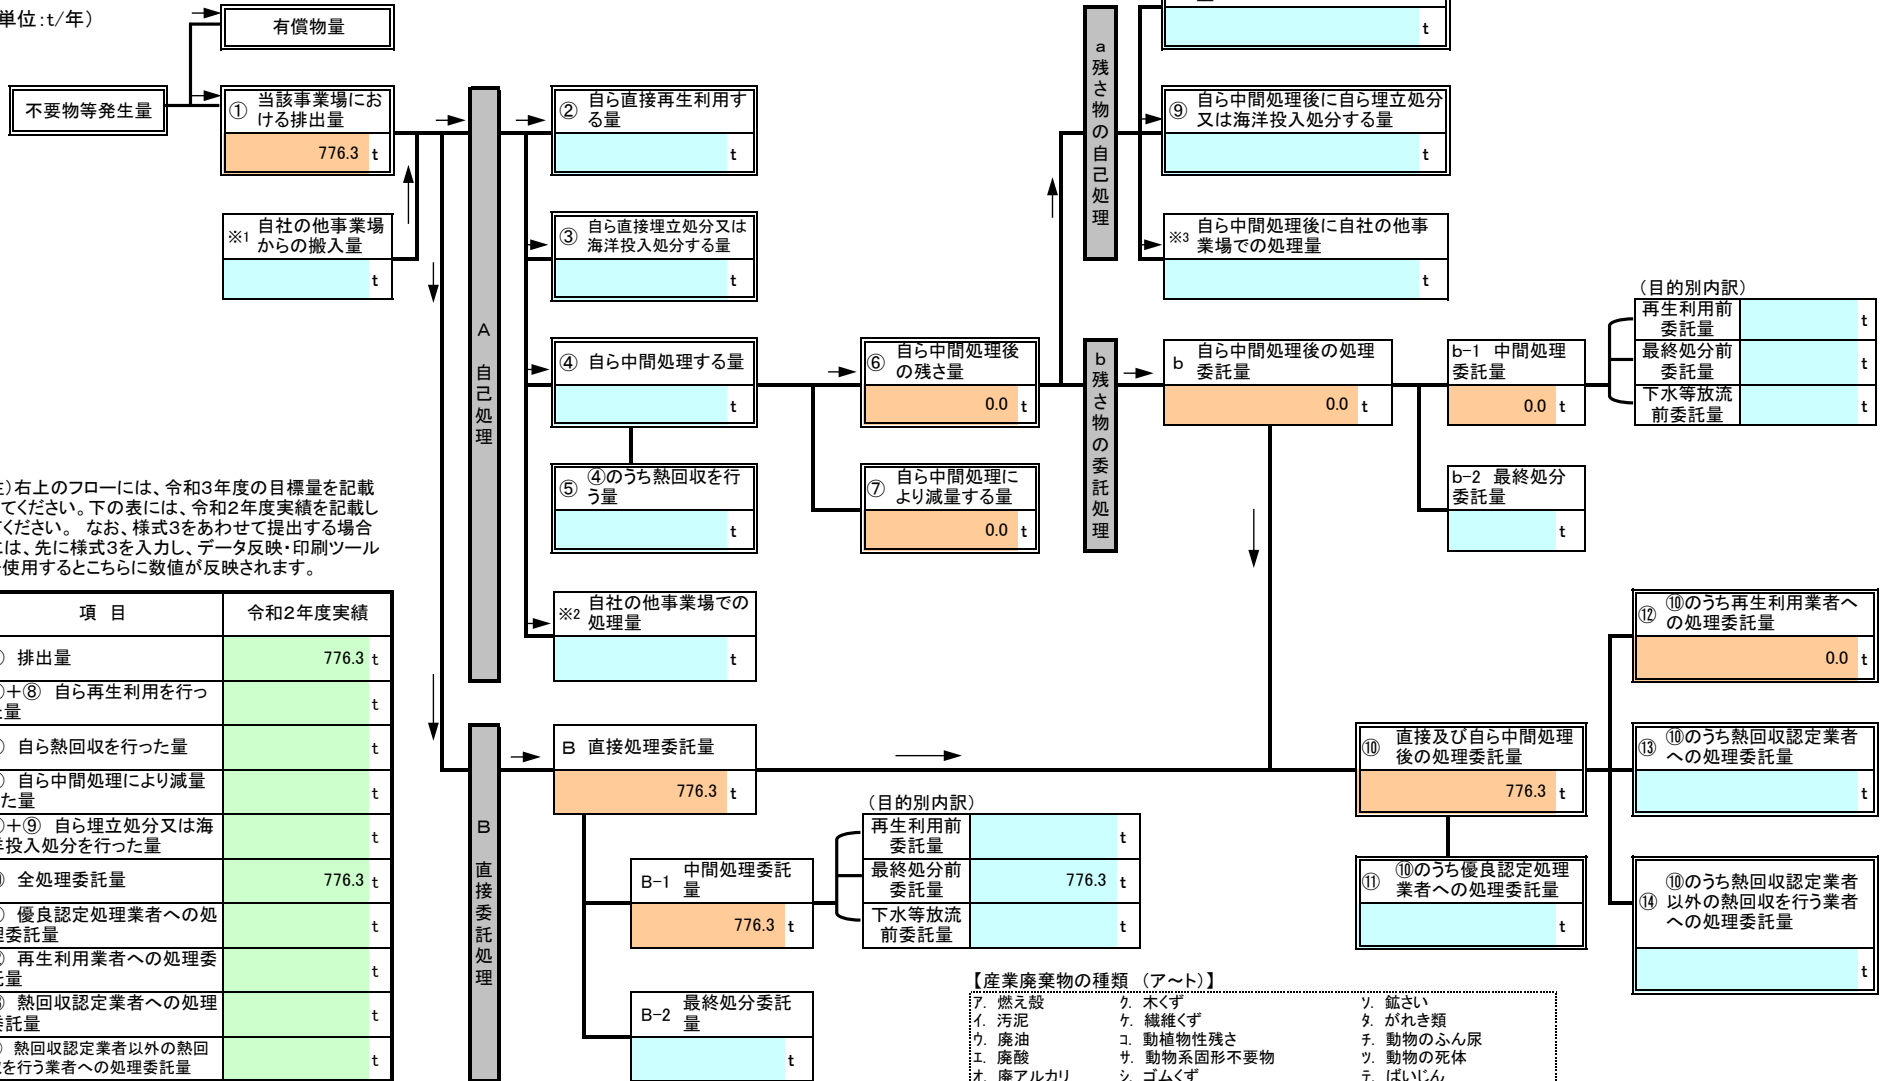 単位:t/年)
有償物量
不要物等発生量
① 当該事業場にお
ける排出量
776.3 t
※1 自社の他事業場
からの搬入量
t
A 自己処理
② 自ら直接再生利用す
る量
t
③ 自ら直接埋立処分又は
海洋投入処分する量
t
④ 自ら中間処理する量
t
⑤ ④のうち熱回収を行
う量
t
※2 自社の他事業場での
処理量
t
⑥ 自ら中間処理後
の残さ量
0.0 t
⑦ 自ら中間処理に
より減量する量
0.0 t
a 残さ物の自己処理
t
⑨ 自ら中間処理後に自ら埋立処分
又は海洋投入処分する量
t
※3 自ら中間処理後に自社の他事
業場での処理量
t
b 残さ物の委託処理
b 自ら中間処理後の処理
委託量
0.0 t
b-1 中間処理
委託量
0.0 t
b-2 最終処分
委託量
t
(目的別内訳)
再生利用前
委託量
t
最終処分前
委託量
t
下水等放流
前委託量
t
)右上のフローには、令和3年度の目標量を記載
てください。下の表には、令和2年度実績を記載し
ください。 なお、様式3をあわせて提出する場合
は、先に様式3を入力し、データ反映・印刷ツール
使用するとこちらに数値が反映されます。
項 目 令和2年度実績
) 排出量 776.3 t
)+⑧ 自ら再生利用を行っ
量 t
) 自ら熱回収を行った量 t
) 自ら中間処理により減量
た量 t
)+⑨ 自ら埋立処分又は海
投入処分を行った量 t
) 全処理委託量 776.3 t
) 優良認定処理業者への処
委託量 t
) 再生利用業者への処理委
量 t
) 熱回収認定業者への処理
託量 t
) 熱回収認定業者以外の熱回
を行う業者への処理委託量 t
B 直接委託処理
B 直接処理委託量
776.3 t
B-1 中間処理委託
量
776.3 t
B-2 最終処分委託
量
t
(目的別内訳)
再生利用前
委託量
t
最終処分前
委託量
776.3 t
下水等放流
前委託量
t
⑩ 直接及び自ら中間処理
後の処理委託量
776.3 t
⑪ ⑩のうち優良認定処理
業者への処理委託量
t
⑫ ⑩のうち再生利用業者へ
の処理委託量
0.0 t
⑬ ⑩のうち熱回収認定業者
への処理委託量
t
⑭ ⑩のうち熱回収認定業者
以外の熱回収を行う業者
への処理委託量
t
【産業廃棄物の種類 (ア~ト)】
ア. 燃え殻 ク. 木くず ソ. 鉱さい
イ. 汚泥 ケ. 繊維くず タ. がれき類
ウ. 廃油 コ. 動植物性残さ チ. 動物のふん尿
エ. 廃酸 サ. 動物系固形不要物 ツ. 動物の死体
オ. 廃アルカリ シ. ゴムくず テ. ばいじん